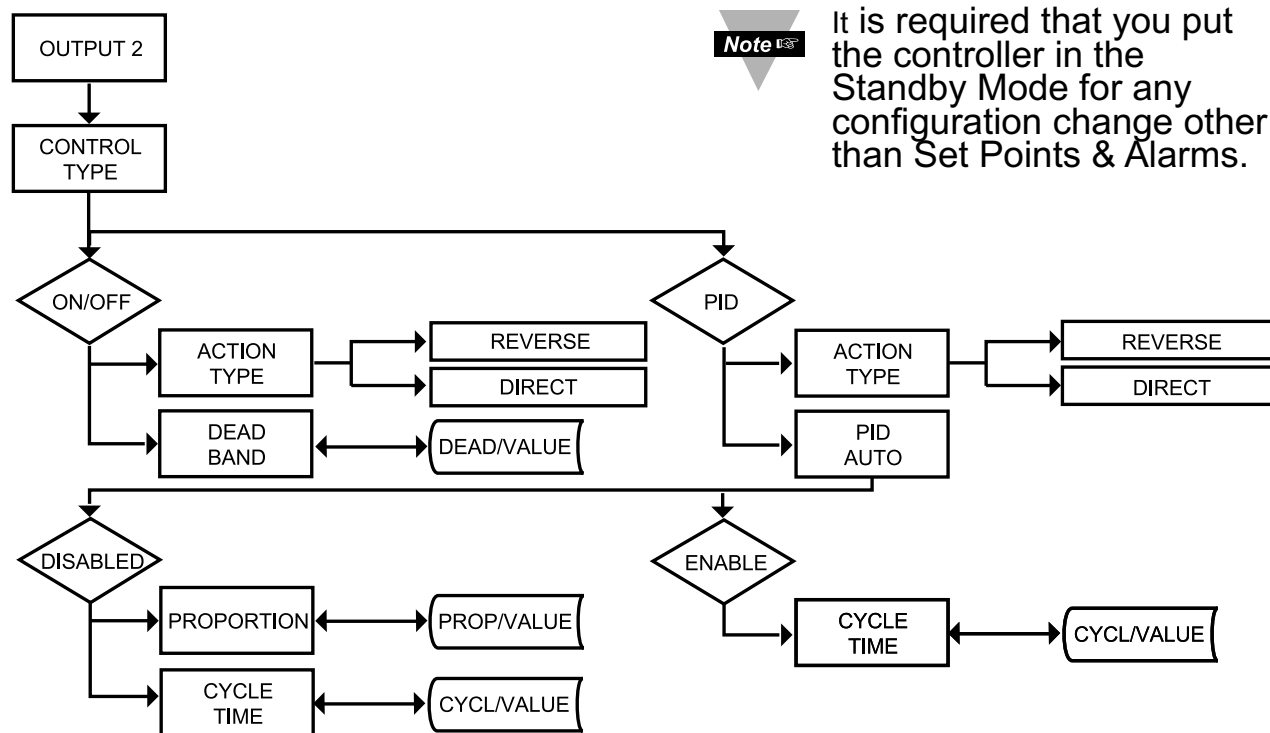 OUTPUT 2
Note
It is required that you put
the controller in the
Standby Mode for any
configuration change other
than Set Points & Alarms.
CONTROL
TYPE
ON/OFF
PID
ACTION
TYPE
REVERSE
DIRECT
ACTION
TYPE
REVERSE
DIRECT
DEAD
BAND
DEAD/VALUE
PID
AUTO
DISABLED
ENABLE
PROPORTION
PROP/VALUE
CYCLE
TIME
CYCL/VALUE
CYCLE
TIME
CYCL/VALUE